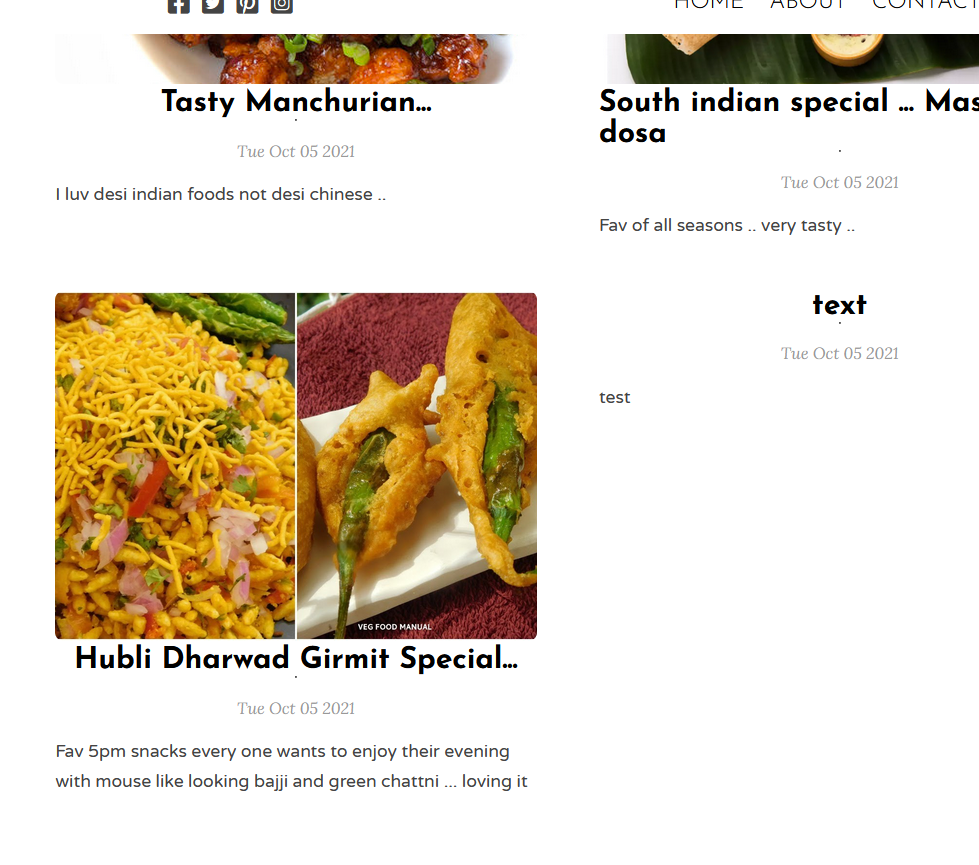 HOME ABOUT CONTACT
Tasty Manchurian...
Tue Oct 05 2021
I luv desi indian foods not desi chinese ..
South indian special ... Mas
dosa
Tue Oct 05 2021
Fav of all seasons .. very tasty ..
VEG FOOD MANUAL
Hubli Dharwad Girmit Special...
Tue Oct 05 2021
Fav 5pm snacks every one wants to enjoy their evening
with mouse like looking bajji and green chattni ... loving it
text
Tue Oct 05 2021
test